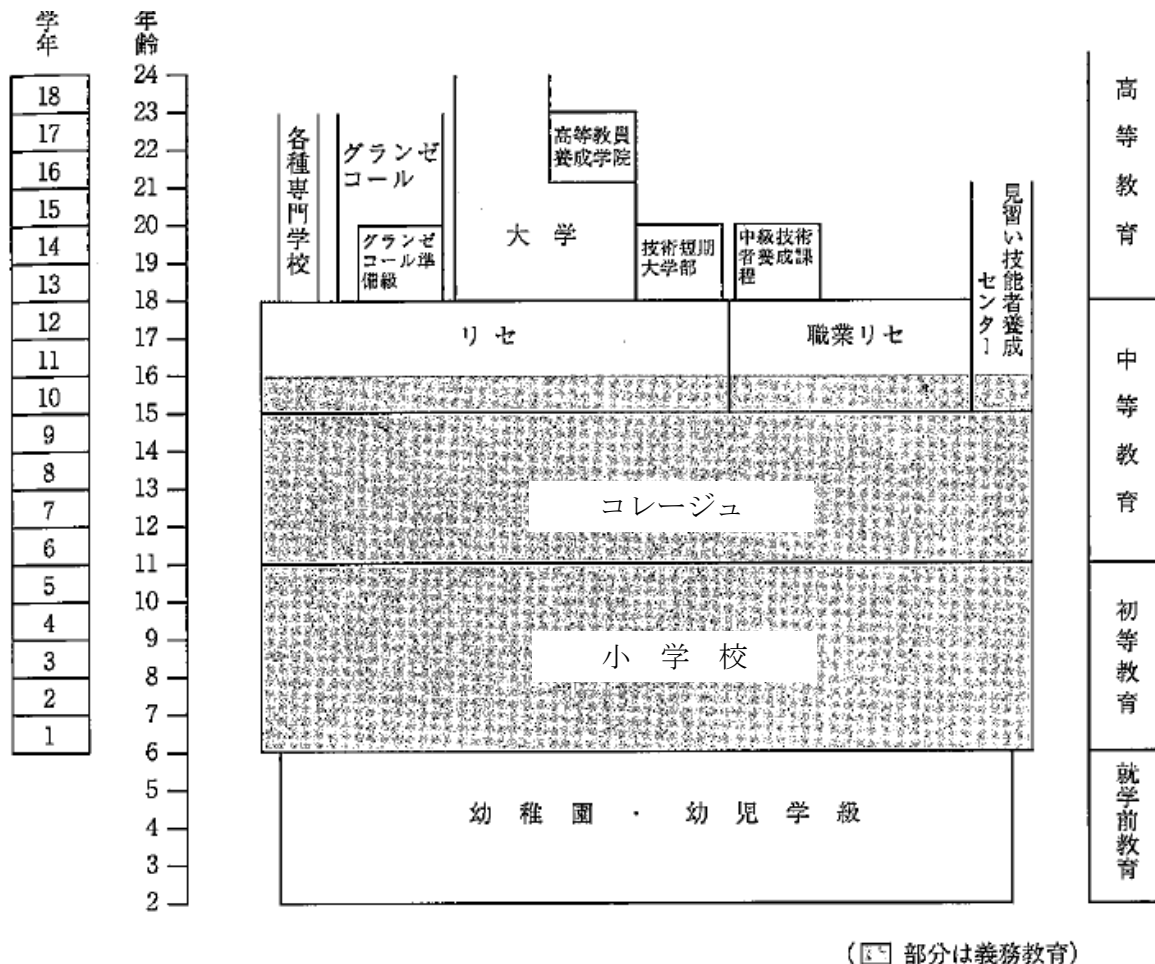 学年
年齢
24
18
23
17
22
16
21
15
20
14
19
13
18
12
17
11
16
10
15
9
14
8
13
7
12
6
11
5
10
4
9
3
8
2
7
1
6
5
4
3
2
各種専門学校
グランゼ
コール
グランゼ
コール準
備級
大学
高等教員
養成学院
技術短期
大学部
中級技術
者養成課
程
見習い技能者養成
センター
リセ
職業リセ
コレージュ
小学校
幼稚園・幼児学級
高等教育
中等教育
初等教育
就学前教育
(部分は義務教育)